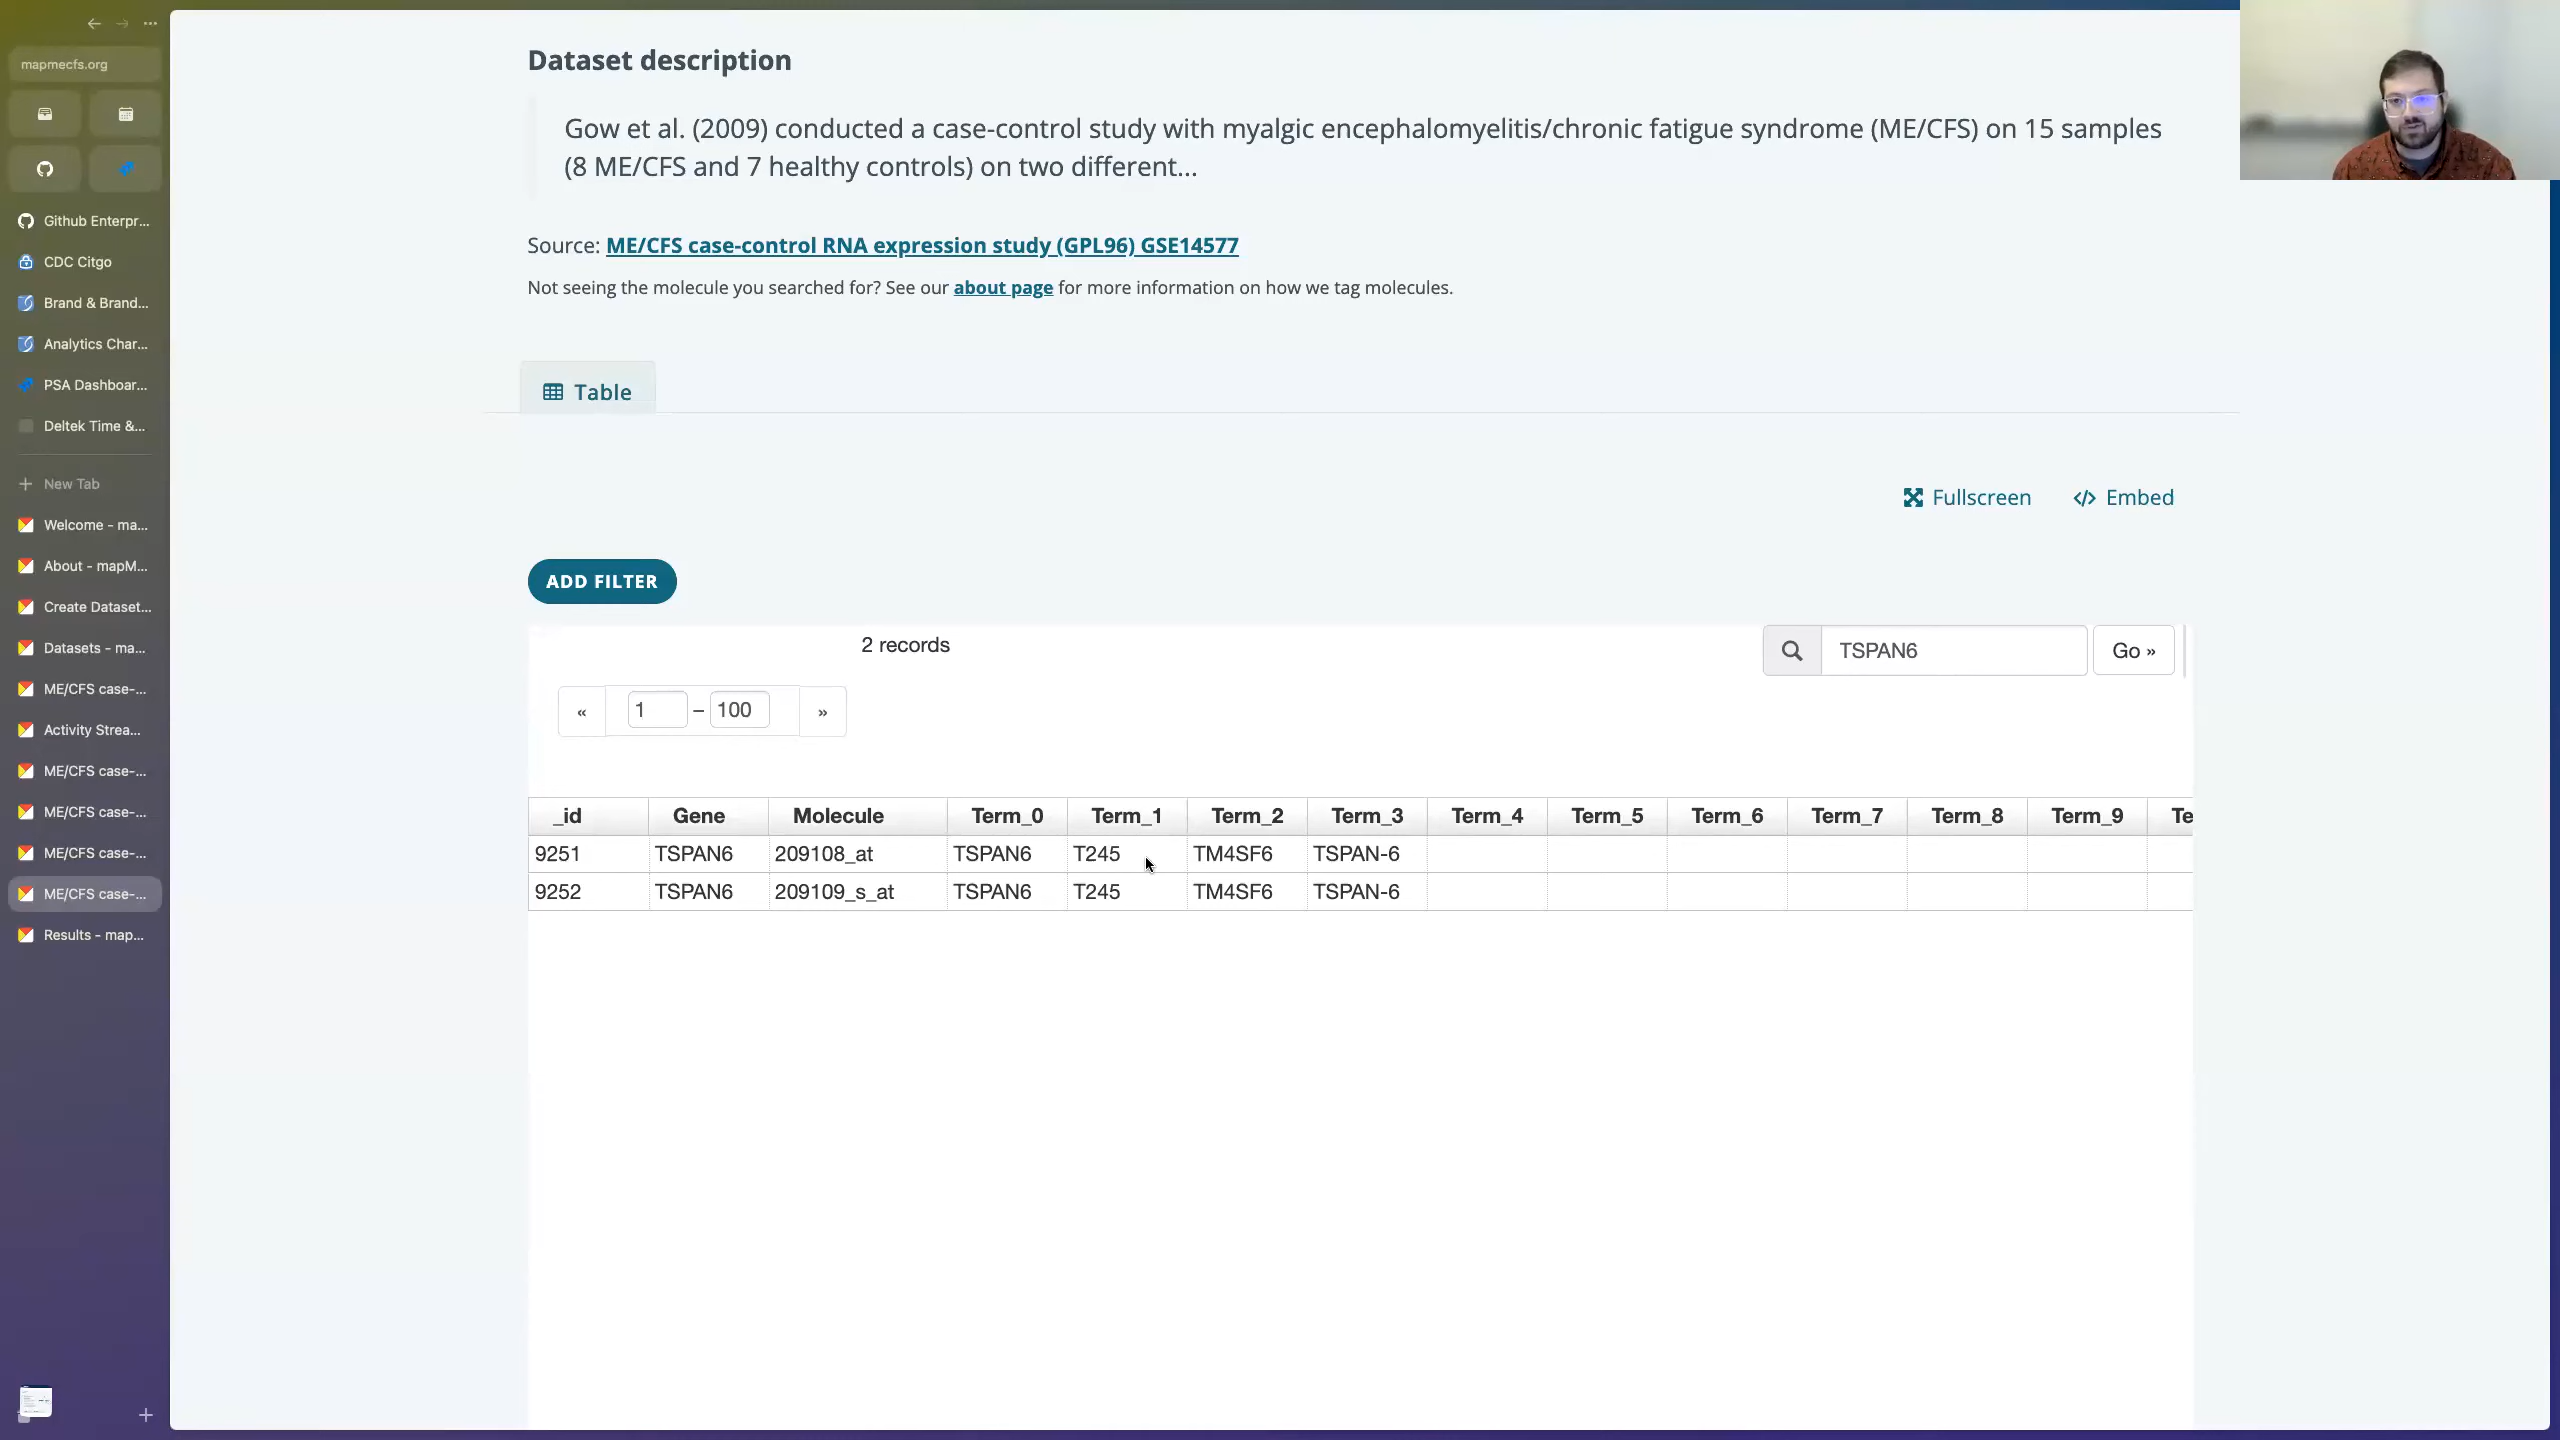 mapmecfs.org
Github Enterpr...
CDC Citgo
Brand & Brand...
Analytics Char...
PSA Dashboar...
Deltek Time &...
New Tab
Welcome - ma...
About - mapM...
Create Dataset...
Datasets - ma...
ME/CFS case-...
Activity Strea...
ME/CFS case-...
ME/CFS case-...
ME/CFS case-...
ME/CFS case-...
Results - map...
Dataset description
Gow et al. (2009) conducted a case-control study with myalgic encephalomyelitis/chronic fatigue syndrome (ME/CFS) on 15 samples
(8 ME/CFS and 7 healthy controls) on two different...
Source: ME/CFS case-control RNA expression study (GPL96) GSE14577
Not seeing the molecule you searched for? See our about page for more information on how we tag molecules.
Table
Fullscreen Embed
ADD FILTER
2 records TSPAN6 Go »
« 1 – 100 »
_id Gene Molecule Term_0 Term_1 Term_2 Term_3 Term_4 Term_5 Term_6 Term_7 Term_8 Term_9 Te
9251 TSPAN6 209108_at TSPAN6 T245 TM4SF6 TSPAN-6
9252 TSPAN6 209109_s_at TSPAN6 T245 TM4SF6 TSPAN-6